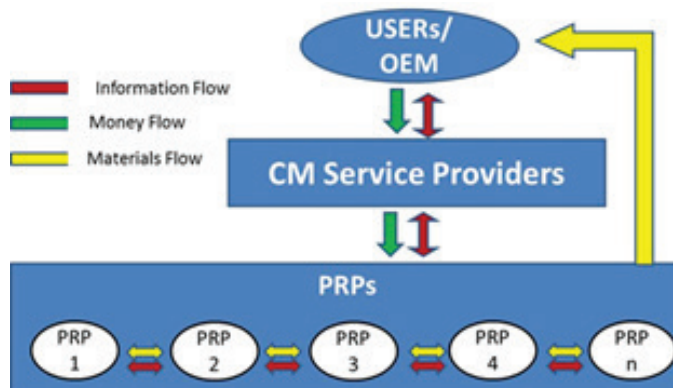 USERs/
OEM
Information Flow
Money Flow
Materials Flow
CM Service Providers
PRPs
PRP
1
PRP
2
PRP
3
PRP
4
PRP
n